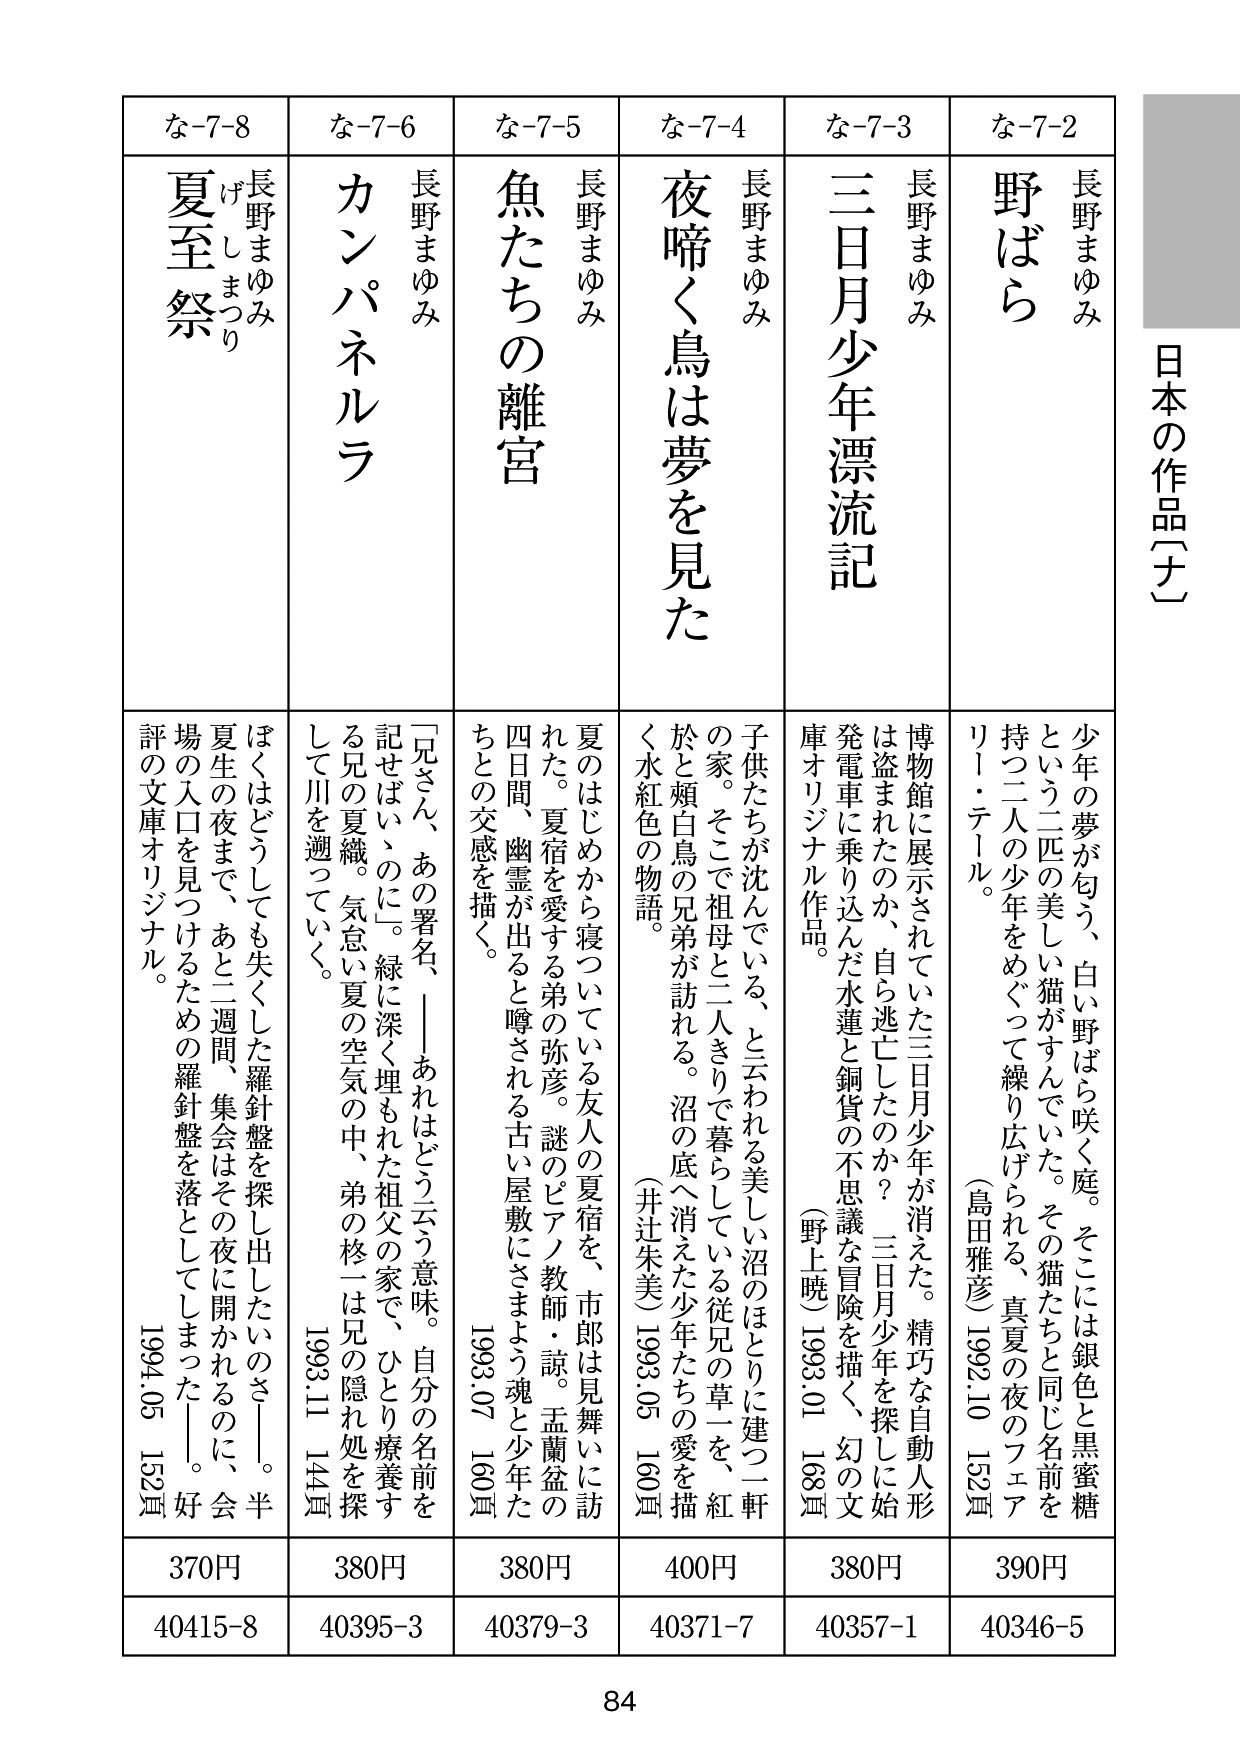 日本の作品〔ナ〕
な-7-2
長野まゆみ
野ばら
少年の夢が匂う、白い野ばら咲く庭。そこには銀色と黒蜜糖
という二匹の美しい猫がすんでいた。その猫たちと同じ名前を
持つ二人の少年をめぐって繰り広げられる、真夏の夜のフェア
リー・テール。
（島田雅彦）1992.10　152頁
390円
40346-5
な-7-3
長野まゆみ
三日月少年漂流記
博物館に展示されていた三日月少年が消えた。精巧な自動人形
は盗まれたのか、自ら逃亡したのか？　三日月少年を探しに始
発電車に乗り込んだ水蓮と銅貨の不思議な冒険を描く、幻の文
庫オリジナル作品。
（野上暁）1993.01　168頁
380円
40357-1
な-7-4
長野まゆみ
夜啼く鳥は夢を見た
子供たちが沈んでいる、と云われる美しい沼のほとりに建つ一軒
の家。そこで祖母と二人きりで暮らしている従兄の草一を、紅
於と頰白鳥の兄弟が訪れる。沼の底へ消えた少年たちの愛を描
く水紅色の物語。
（井辻朱美）1993.05　160頁
400円
40371-7
な-7-5
長野まゆみ
魚たちの離宮
夏のはじめから寝ついている友人の夏宿を、市郎は見舞いに訪
れた。夏宿を愛する弟の弥彦。謎のピアノ教師・諒。盂蘭盆の
四日間、幽霊が出ると噂される古い屋敷にさまよう魂と少年た
ちとの交感を描く。
1993.07　160頁
380円
40379-3
な-7-6
長野まゆみ
カンパネルラ
「兄さん、あの署名、――あれはどう云う意味。自分の名前を
記せばいゝのに」。緑に深く埋もれた祖父の家で、ひとり療養す
る兄の夏織。気怠い夏の空気の中、弟の柊一は兄の隠れ処を探
して川を遡っていく。
1993.11　144頁
380円
40395-3
な-7-8
長野まゆみ
げしまつり
夏至祭
ぼくはどうしても失くした羅針盤を探し出したいのさ――。半
夏生の夜まで、あと二週間、集会はその夜に開かれるのに、会
場の入口を見つけるための羅針盤を落としてしまった――。好
評の文庫オリジナル。
1994.05　152頁
370円
40415-8
84